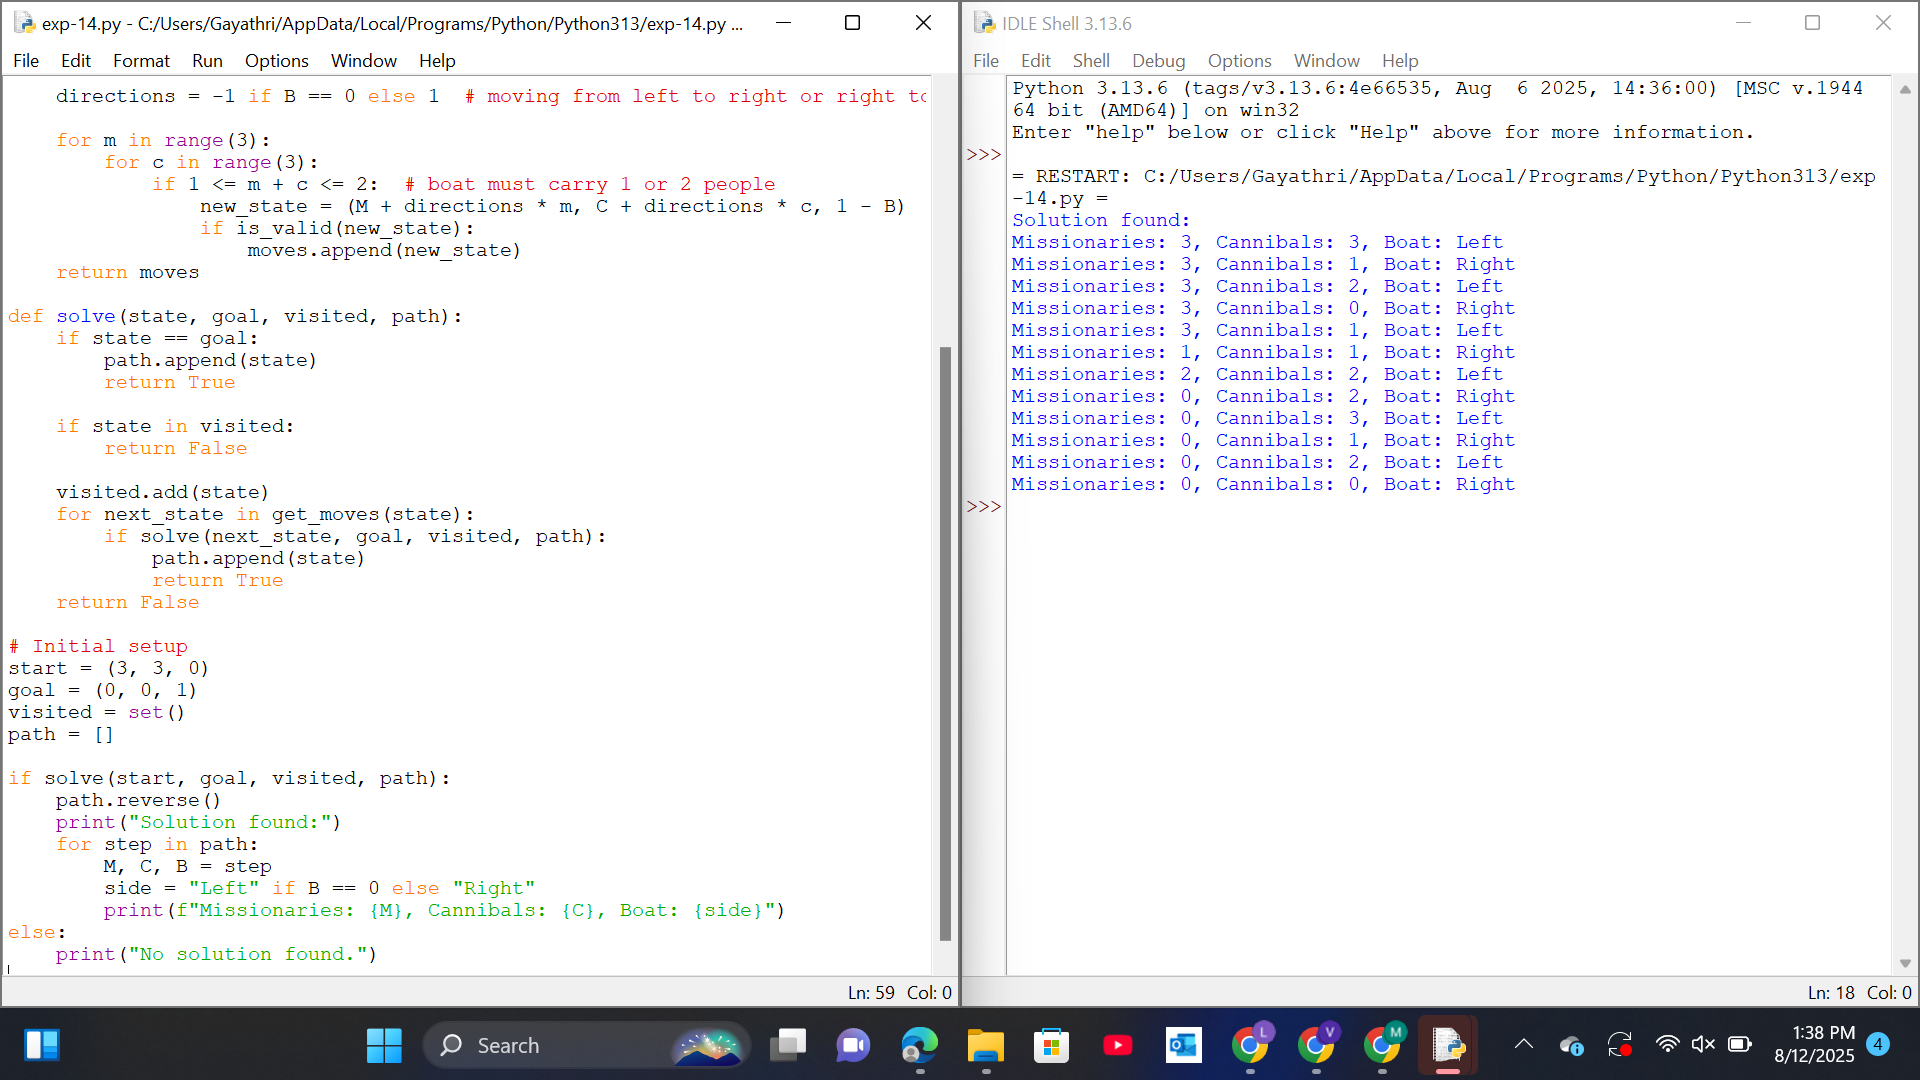 exp-14.py - C:/Users/Gayathri/AppData/Local/Programs/Python/Python313/exp-14.py ...
File Edit Format Run Options Window Help
    directions = -1 if B == 0 else 1  # moving from left to right or right to

    for m in range(3):
        for c in range(3):
            if 1 <= m + c <= 2:  # boat must carry 1 or 2 people
                new_state = (M + directions * m, C + directions * c, 1 - B)
                if is_valid(new_state):
                    moves.append(new_state)
    return moves

def solve(state, goal, visited, path):
    if state == goal:
        path.append(state)
        return True

    if state in visited:
        return False

    visited.add(state)
    for next_state in get_moves(state):
        if solve(next_state, goal, visited, path):
            path.append(state)
            return True
    return False

# Initial setup
start = (3, 3, 0)
goal = (0, 0, 1)
visited = set()
path = []

if solve(start, goal, visited, path):
    path.reverse()
    print("Solution found:")
    for step in path:
        M, C, B = step
        side = "Left" if B == 0 else "Right"
        print(f"Missionaries: {M}, Cannibals: {C}, Boat: {side}")
else:
    print("No solution found.")
Ln: 59 Col: 0
IDLE Shell 3.13.6
File Edit Shell Debug Options Window Help
Python 3.13.6 (tags/v3.13.6:4e66535, Aug  6 2025, 14:36:00) [MSC v.1944
64 bit (AMD64)] on win32
Enter "help" below or click "Help" above for more information.
>>>
= RESTART: C:/Users/Gayathri/AppData/Local/Programs/Python/Python313/exp
-14.py =
Solution found:
Missionaries: 3, Cannibals: 3, Boat: Left
Missionaries: 3, Cannibals: 1, Boat: Right
Missionaries: 3, Cannibals: 2, Boat: Left
Missionaries: 3, Cannibals: 0, Boat: Right
Missionaries: 3, Cannibals: 1, Boat: Left
Missionaries: 1, Cannibals: 1, Boat: Right
Missionaries: 2, Cannibals: 2, Boat: Left
Missionaries: 0, Cannibals: 2, Boat: Right
Missionaries: 0, Cannibals: 3, Boat: Left
Missionaries: 0, Cannibals: 1, Boat: Right
Missionaries: 0, Cannibals: 2, Boat: Left
Missionaries: 0, Cannibals: 0, Boat: Right
>>>
Ln: 18 Col: 0
Search
L
V
M
1:38 PM
8/12/2025
4